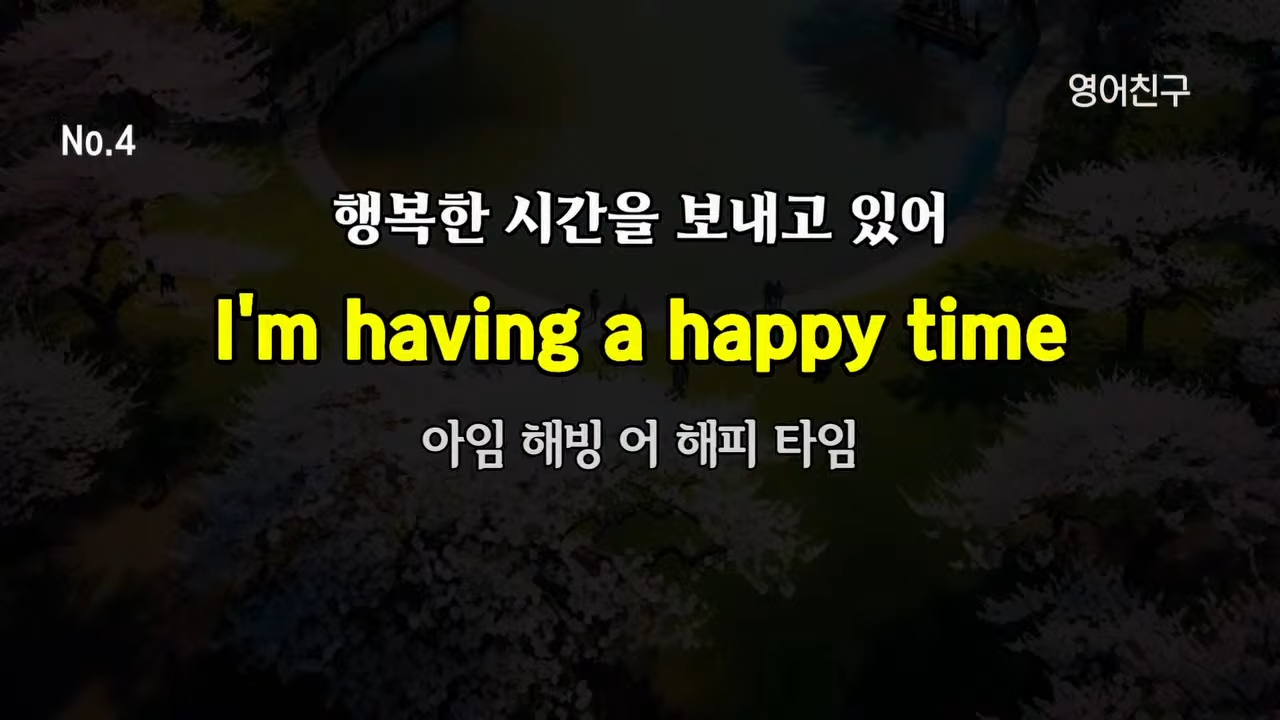 영어친구
No.4
행복한 시간을 보내고 있어
I'm having a happy time
아임 해빙 어 해피 타임